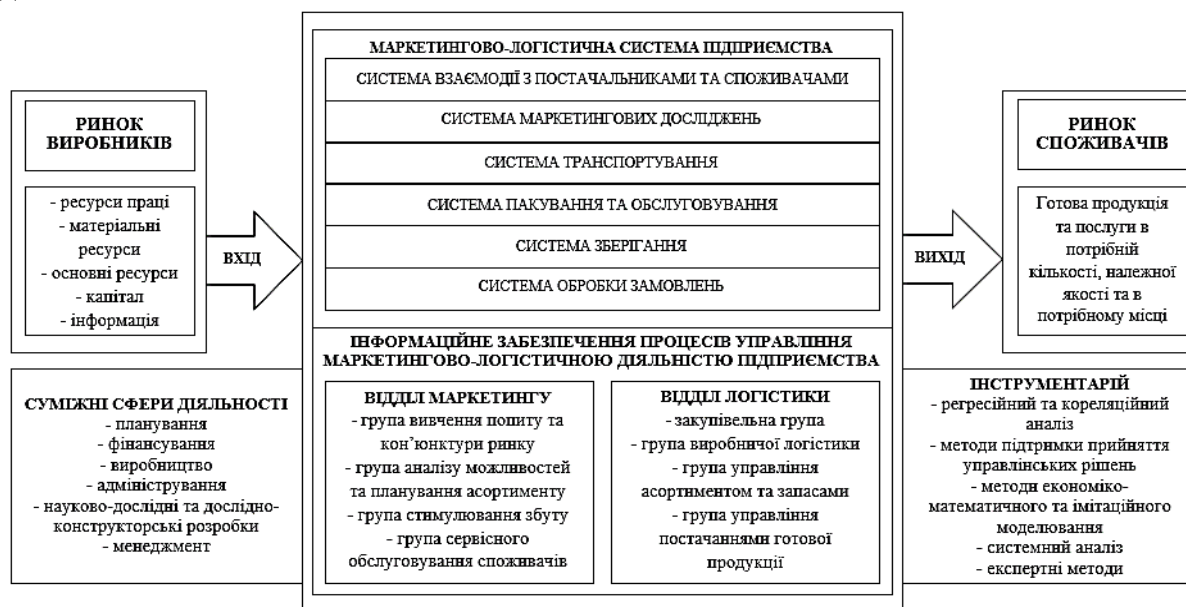 РИНОК
ВИРОБНИКІВ
- ресурси праці
- матеріальні
ресурси
- основні ресурси
- капітал
- інформація
ВХІД
МАРКЕТИНГОВО-ЛОГІСТИЧНА СИСТЕМА ПІДПРИЄМСТВА
СИСТЕМА ВЗАЄМОДІЇ З ПОСТАЧАЛЬНИКАМИ ТА СПОЖИВАЧАМИ
СИСТЕМА МАРКЕТИНГОВИХ ДОСЛІДЖЕНЬ
СИСТЕМА ТРАНСПОРТУВАННЯ
СИСТЕМА ПАКУВАННЯ ТА ОБСЛУГОВУВАННЯ
СИСТЕМА ЗБЕРІГАННЯ
СИСТЕМА ОБРОБКИ ЗАМОВЛЕНЬ
ВИХІД
РИНОК
СПОЖИВАЧІВ
Готова продукція
та послуги в
потрібній
кількості, належної
якості та в
потрібному місці
СУМІЖНІ СФЕРИ ДІЯЛЬНОСТІ
- планування
- фінансування
- виробництво
- адміністрування
- науково-дослідні та дослідно-
конструкторські розробки
- менеджмент
ІНФОРМАЦІЙНЕ ЗАБЕЗПЕЧЕННЯ ПРОЦЕСІВ УПРАВЛІННЯ
МАРКЕТИНГОВО-ЛОГІСТИЧНОЮ ДІЯЛЬНІСТЮ ПІДПРИЄМСТВА
ВІДДІЛ МАРКЕТИНГУ
- група вивчення попиту та
кон’юнктури ринку
- група аналізу можливостей
та планування асортименту
- група стимулювання збуту
- група сервісного
обслуговування споживачів
ВІДДІЛ ЛОГІСТИКИ
- закупівельна група
- група виробничої логістики
- група управління
асортиментом та запасами
- група управління
постачаннями готової
продукції
ІНСТРУМЕНТАРІЙ
- регресійний та кореляційний
аналіз
- методи підтримки прийняття
управлінських рішень
- методи економіко-
математичного та імітаційного
моделювання
- системний аналіз
- експертні методи